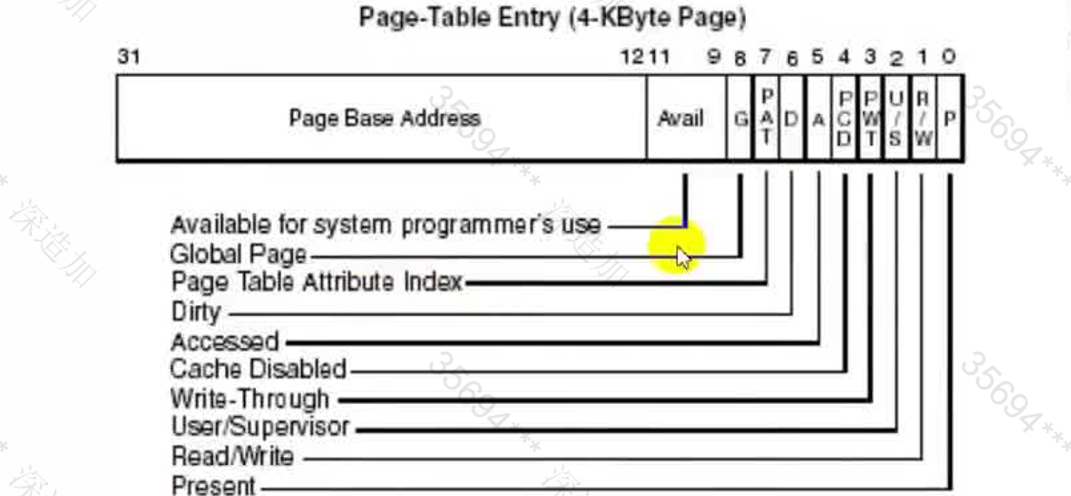 Page-Table Entry (4-KByte Page)
31 12 11 9 8 7 6 5 4 3 2 1 0
Page Base Address Avail G PAT D A PCD PWT U/S R/W P
Available for system programmer's use
Global Page
Page Table Attribute Index
Dirty
Accessed
Cache Disabled
Write-Through
User/Supervisor
Read/Write
Present
35694***
35694***
35694***
35694***
深造加
深造加
深造加
深造加